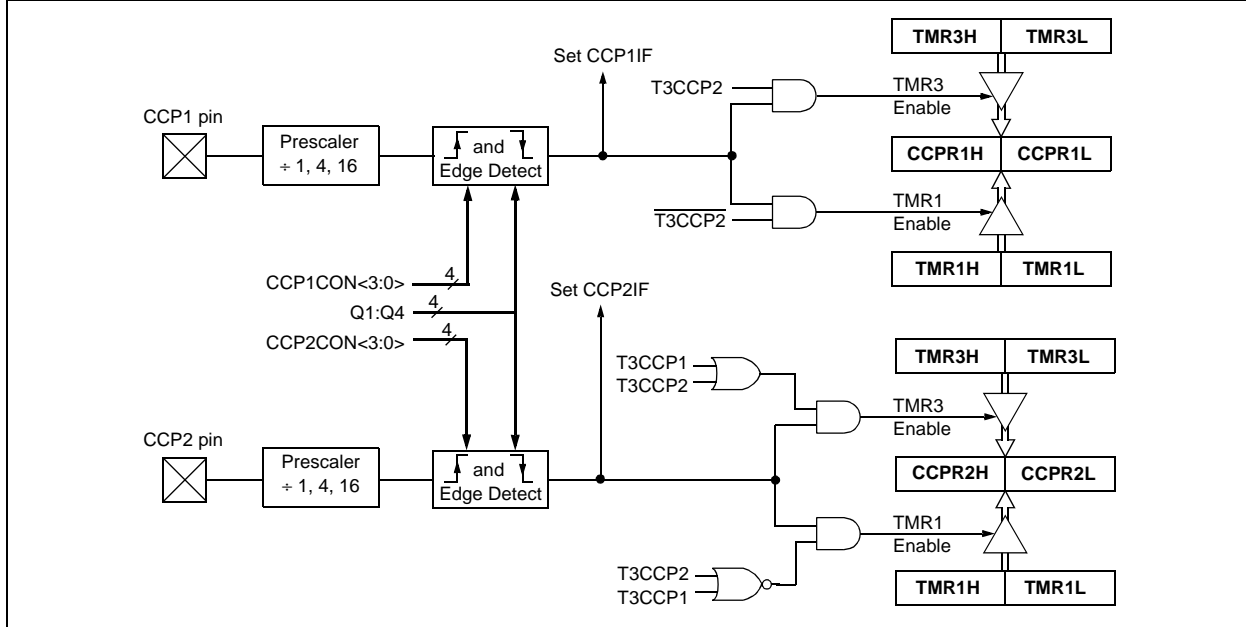 TMR3H TMR3L
Set CCP1IF
T3CCP2
TMR3
Enable
CCP1 pin
Prescaler
÷ 1, 4, 16
and
Edge Detect
CCPR1H CCPR1L
T3CCP2
TMR1
Enable
TMR1H TMR1L
CCP1CON<3:0> 4
Q1:Q4 4
CCP2CON<3:0> 4
Set CCP2IF
TMR3H TMR3L
T3CCP1
T3CCP2
TMR3
Enable
CCP2 pin
Prescaler
÷ 1, 4, 16
and
Edge Detect
CCPR2H CCPR2L
TMR1
Enable
T3CCP2
T3CCP1
TMR1H TMR1L